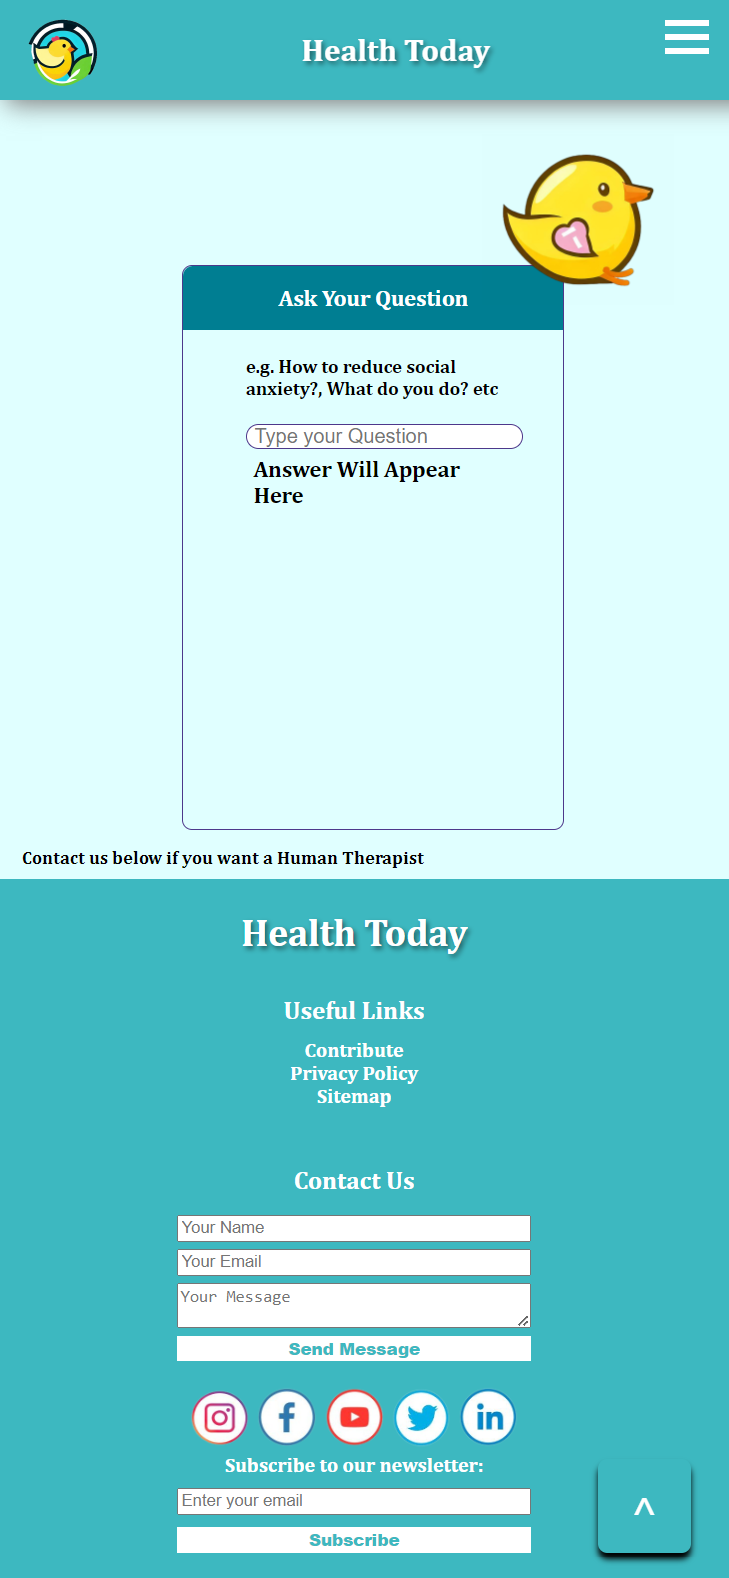 Health Today
Ask Your Question
e.g. How to reduce social
anxiety?, What do you do? etc
Type your Question
Answer Will Appear
Here
Contact us below if you want a Human Therapist
Health Today
Useful Links
Contribute
Privacy Policy
Sitemap
Contact Us
Your Name
Your Email
Your Message
Send Message
Subscribe to our newsletter:
Enter your email
Subscribe
^